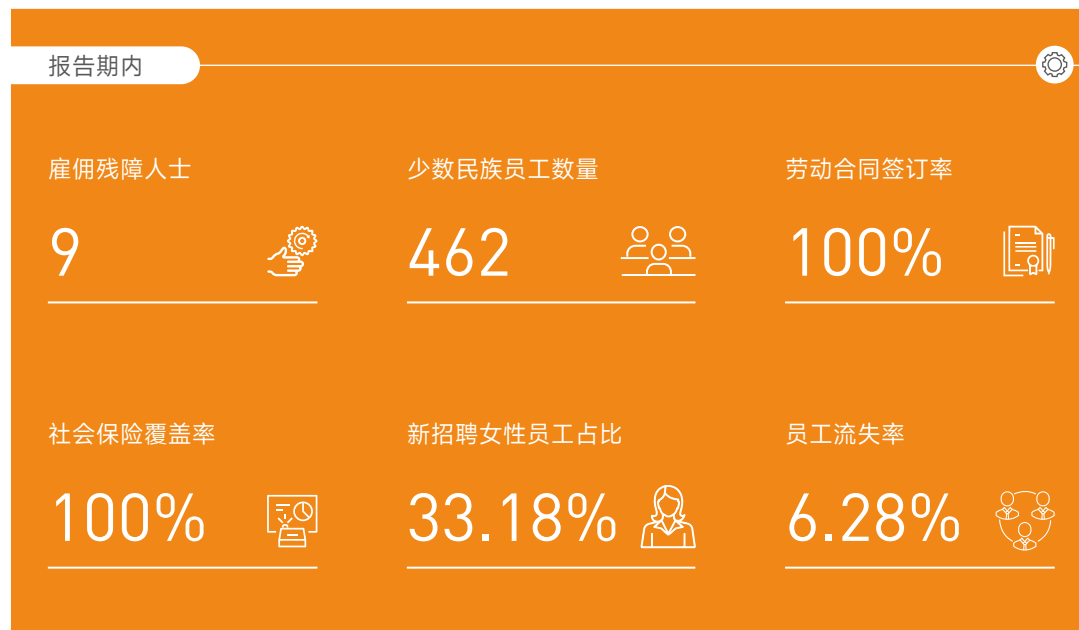 报告期内
雇佣残障人士
少数民族员工数量
劳动合同签订率
9
462
100%
社会保险覆盖率
新招聘女性员工占比
员工流失率
100%
33.18%
6.28%